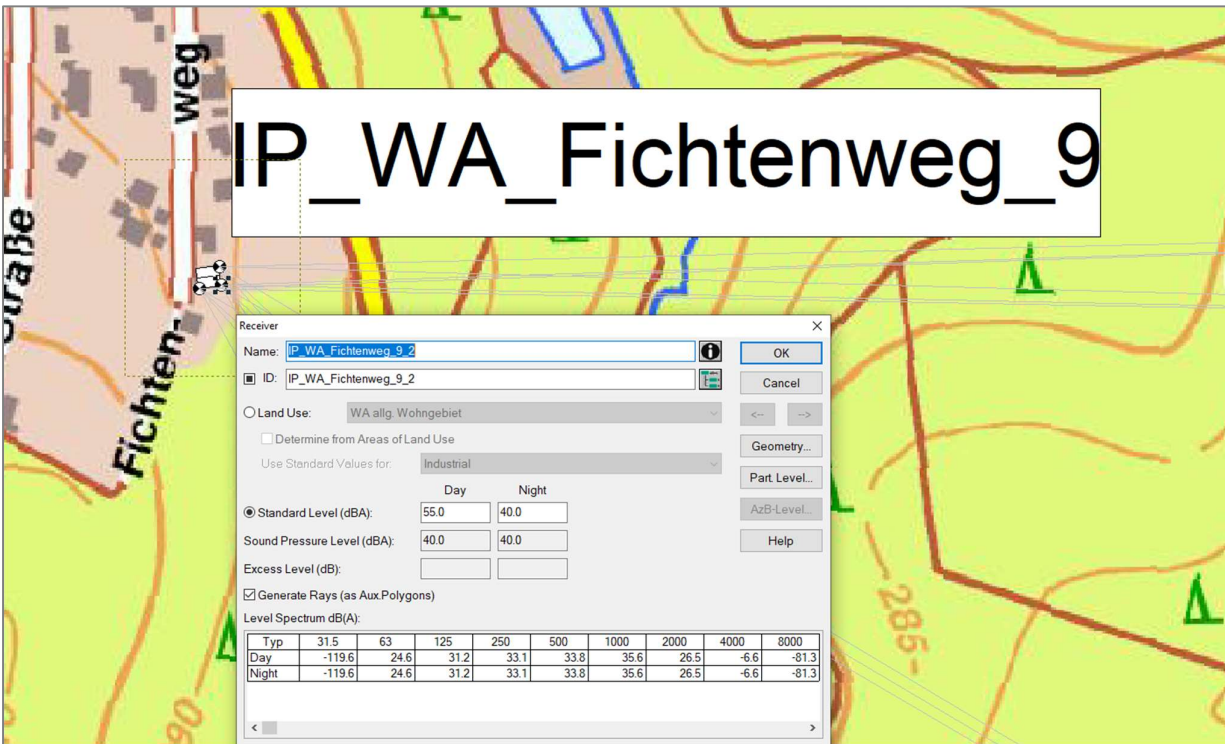 weg
IP_WA_Fichtenweg_9
Straße
Fichten-
Receiver
Name: IP_WA_Fichtenweg_9_2
OK
ID: IP_WA_Fichtenweg_9_2
Cancel
Land Use: WA allg. Wohngebiet
<-- -->
Determine from Areas of Land Use
Geometry...
Use Standard Values for: Industrial
Part. Level...
Day Night
Standard Level (dBA): 55.0 40.0
AzB-Level...
Sound Pressure Level (dBA): 40.0 40.0
Help
Excess Level (dB):
Generate Rays (as Aux.Polygons)
Level Spectrum dB(A):
Typ 31.5 63 125 250 500 1000 2000 4000 8000
Day -119.6 24.6 31.2 33.1 33.8 35.6 26.5 -6.6 -81.3
Night -119.6 24.6 31.2 33.1 33.8 35.6 26.5 -6.6 -81.3
285
90